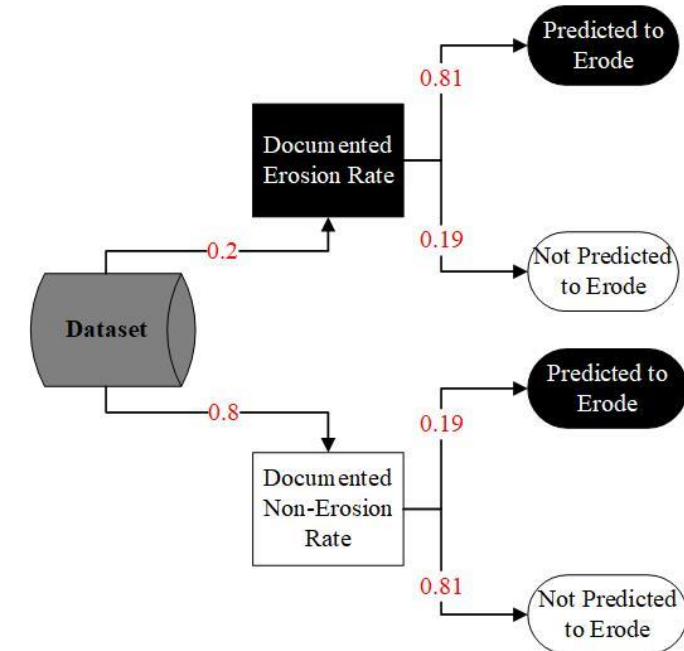 Predicted to
Erode
0.81
Documented
Erosion Rate
0.19
0.2
Not Predicted
to Erode
Dataset
Predicted to
Erode
0.8
0.19
Documented
Non-Erosion
Rate
0.81
Not Predicted
to Erode